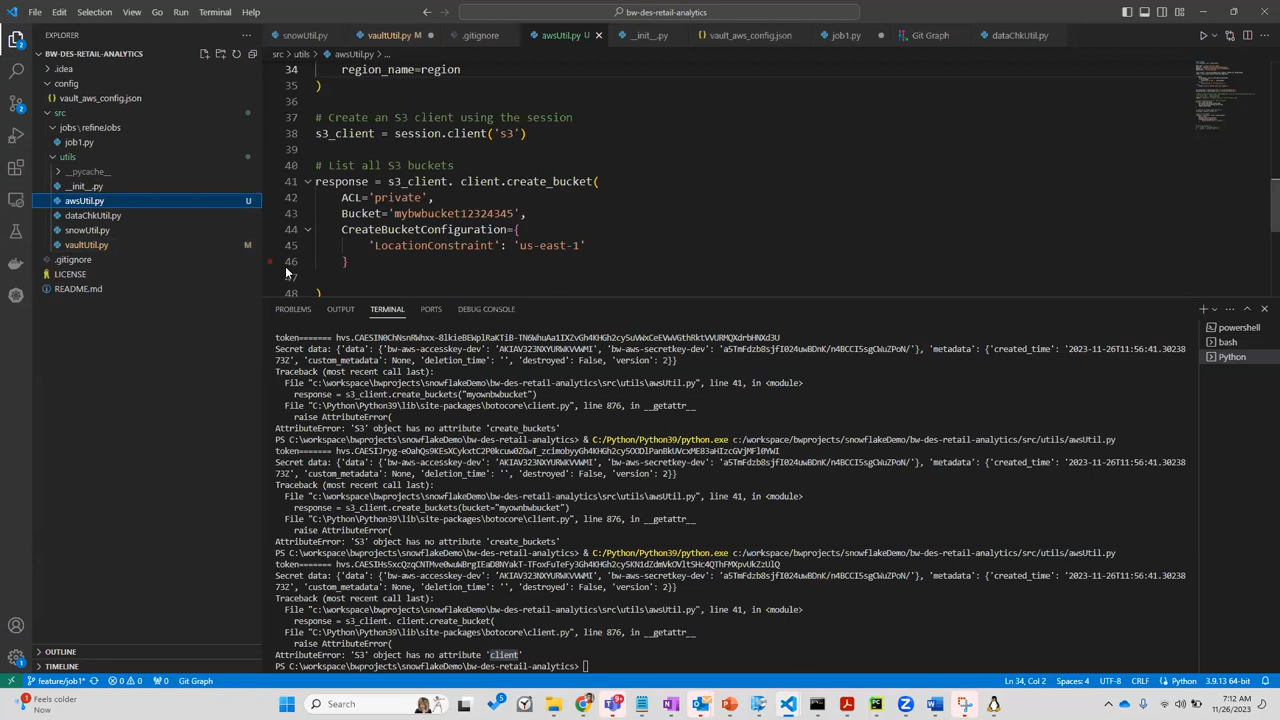 File Edit Selection View Go Run Terminal Help
bw-des-retail-analytics
EXPLORER
snowUtil.py vaultUtil.py M .gitignore awsUtil.py U __init__.py vault_aws_config.json job1.py Git Graph dataChkUtil.py
BW-DES-RETAIL-ANALYTICS
src > utils > awsUtil.py > ...
.idea
config
vault_aws_config.json
src
jobs\refineJobs
job1.py
utils
__pycache__
__init__.py
awsUtil.py U
dataChkUtil.py
snowUtil.py
vaultUtil.py M
.gitignore
LICENSE
README.md
34 region_name=region
35 )
36
37 # Create an S3 client using the session
38 s3_client = session.client('s3')
39
40 # List all S3 buckets
41 response = s3_client. client.create_bucket(
42 ACL='private',
43 Bucket='mybwbucket12324345',
44 CreateBucketConfiguration={
45 'LocationConstraint': 'us-east-1'
46 }
47
48 )
PROBLEMS OUTPUT TERMINAL PORTS DEBUG CONSOLE
powershell
bash
Python
Traceback (most recent call last):
File "c:\workspace\bwprojects\snowflakeDemo\bw-des-retail-analytics\src\utils\awsUtil.py", line 41, in <module>
response = s3_client.create_buckets("myownbwbucket")
File "C:\Python\Python39\lib\site-packages\botocore\client.py", line 876, in __getattr__
raise AttributeError(
AttributeError: 'S3' object has no attribute 'create_buckets'
PS C:\workspace\bwprojects\snowflakeDemo\bw-des-retail-analytics> & C:/Python/Python39/python.exe c:/workspace/bwprojects/snowflakeDemo/bw-des-retail-analytics/src/utils/awsUtil.py
Traceback (most recent call last):
File "c:\workspace\bwprojects\snowflakeDemo\bw-des-retail-analytics\src\utils\awsUtil.py", line 41, in <module>
response = s3_client.create_buckets(bucket="myownbwbucket")
File "C:\Python\Python39\lib\site-packages\botocore\client.py", line 876, in __getattr__
raise AttributeError(
AttributeError: 'S3' object has no attribute 'create_buckets'
PS C:\workspace\bwprojects\snowflakeDemo\bw-des-retail-analytics> & C:/Python/Python39/python.exe c:/workspace/bwprojects/snowflakeDemo/bw-des-retail-analytics/src/utils/awsUtil.py
Traceback (most recent call last):
File "c:\workspace\bwprojects\snowflakeDemo\bw-des-retail-analytics\src\utils\awsUtil.py", line 41, in <module>
response = s3_client. client.create_bucket(
File "C:\Python\Python39\lib\site-packages\botocore\client.py", line 876, in __getattr__
raise AttributeError(
AttributeError: 'S3' object has no attribute 'client'
PS C:\workspace\bwprojects\snowflakeDemo\bw-des-retail-analytics>
OUTLINE
TIMELINE
feature/job1* 0 0 0 Git Graph Ln 34, Col 2 Spaces: 4 UTF-8 CRLF Python 3.9.13 64-bit
Feels colder
Now
Search
7:12 AM
11/26/2023